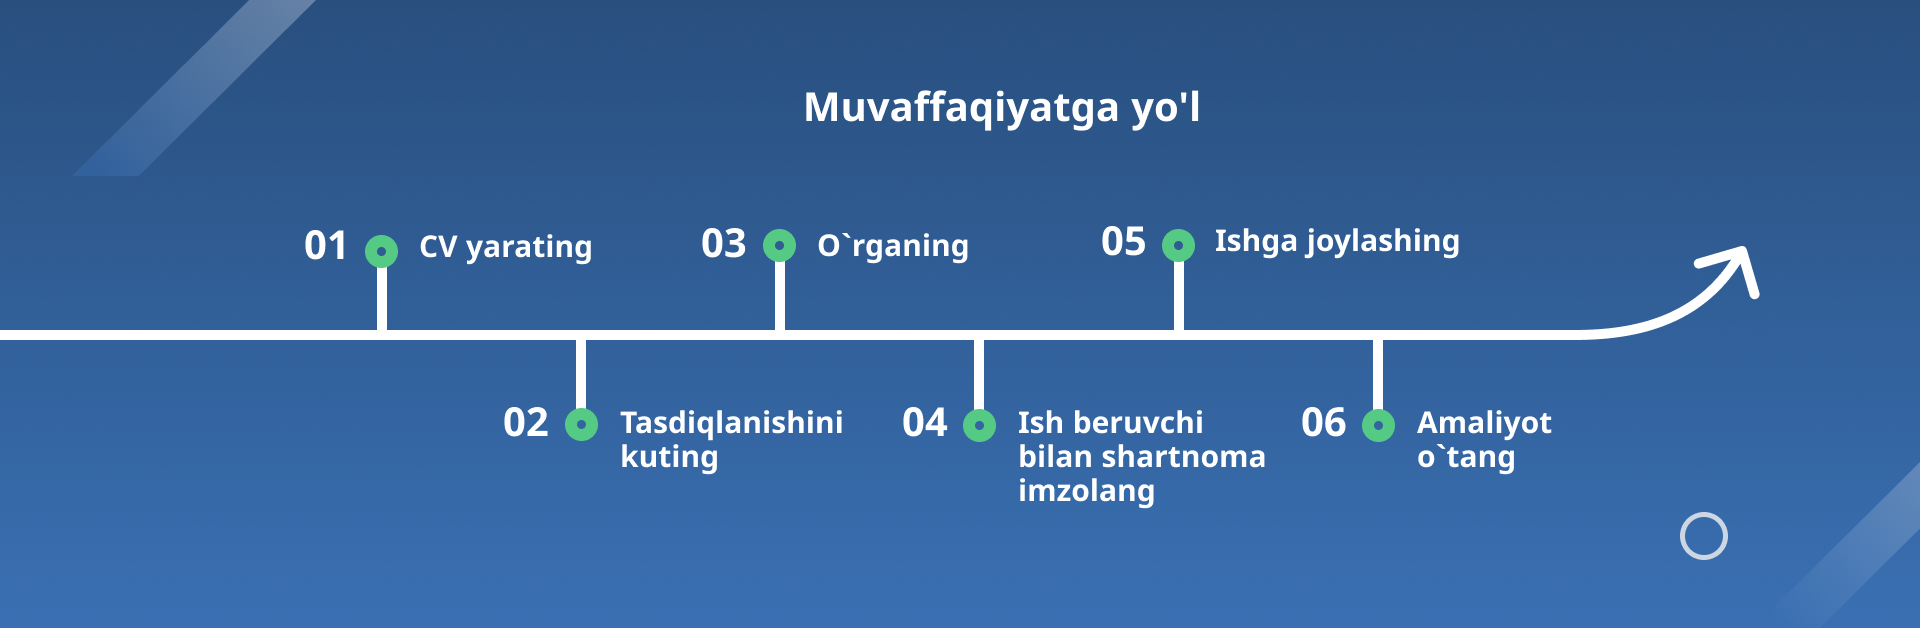 Muvaffaqiyatga yo'l
01 CV yarating
02 Tasdiqlanishini
kuting
03 O`rganing
04 Ish beruvchi
bilan shartnoma
imzolang
05 Ishga joylashing
06 Amaliyot
o`tang